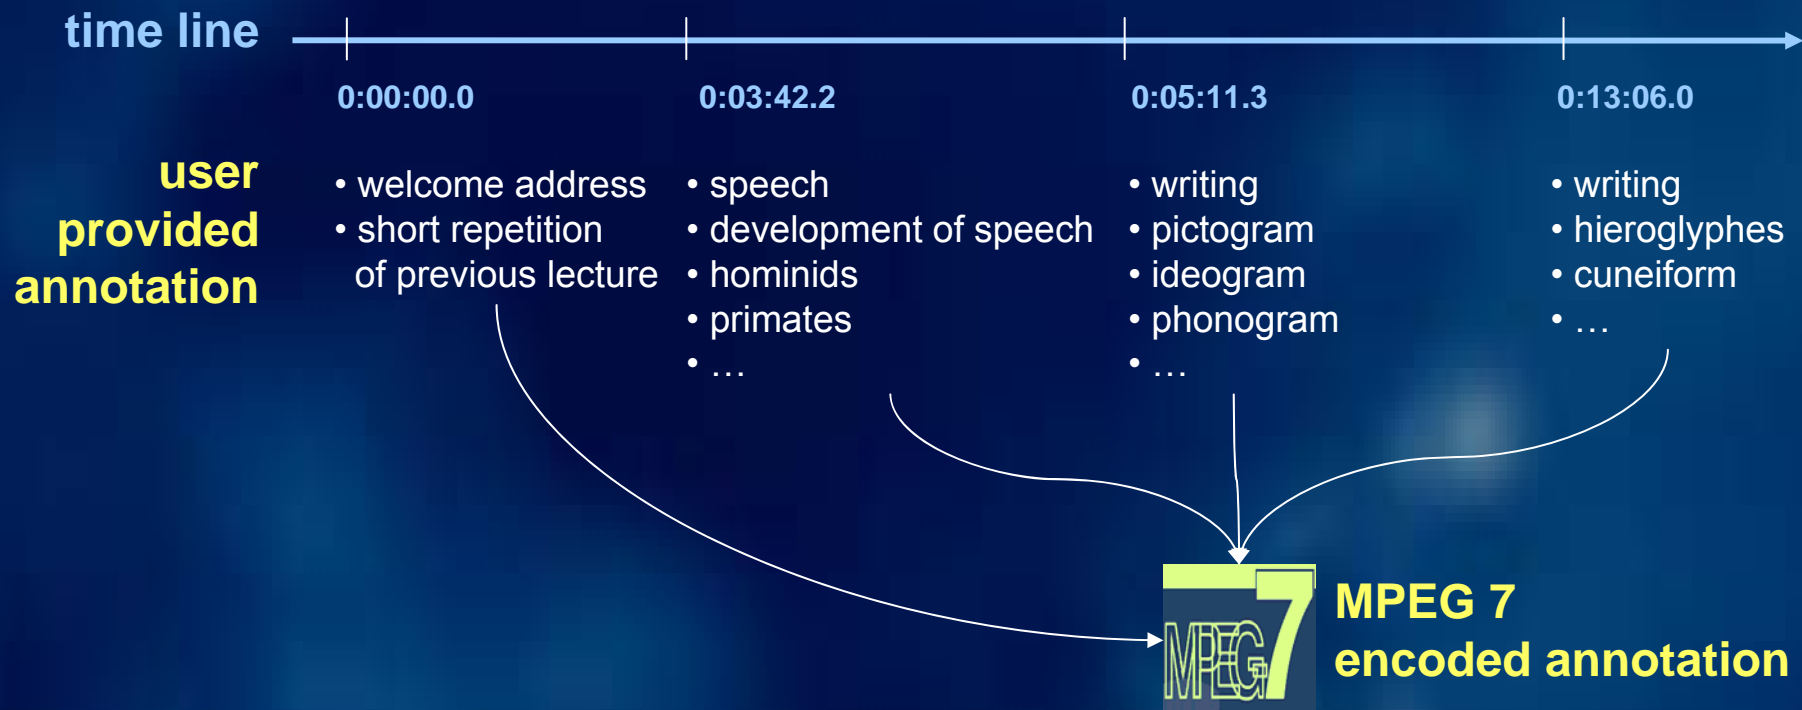 time line
0:00:00.0
0:03:42.2
0:05:11.3
0:13:06.0
user
provided
annotation
• welcome address
• short repetition
of previous lecture
• speech
• development of speech
• hominids
• primates
• …
• writing
• pictogram
• ideogram
• phonogram
• …
• writing
• hieroglyphes
• cuneiform
• …
MPEG 7
MPEG 7
encoded annotation